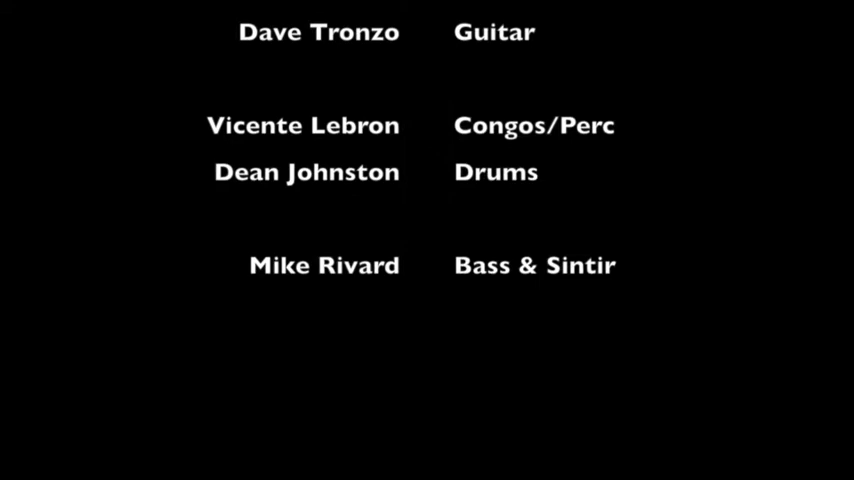 Dave Tronzo Guitar
Vicente Lebron Congos/Perc
Dean Johnston Drums
Mike Rivard Bass & Sintir